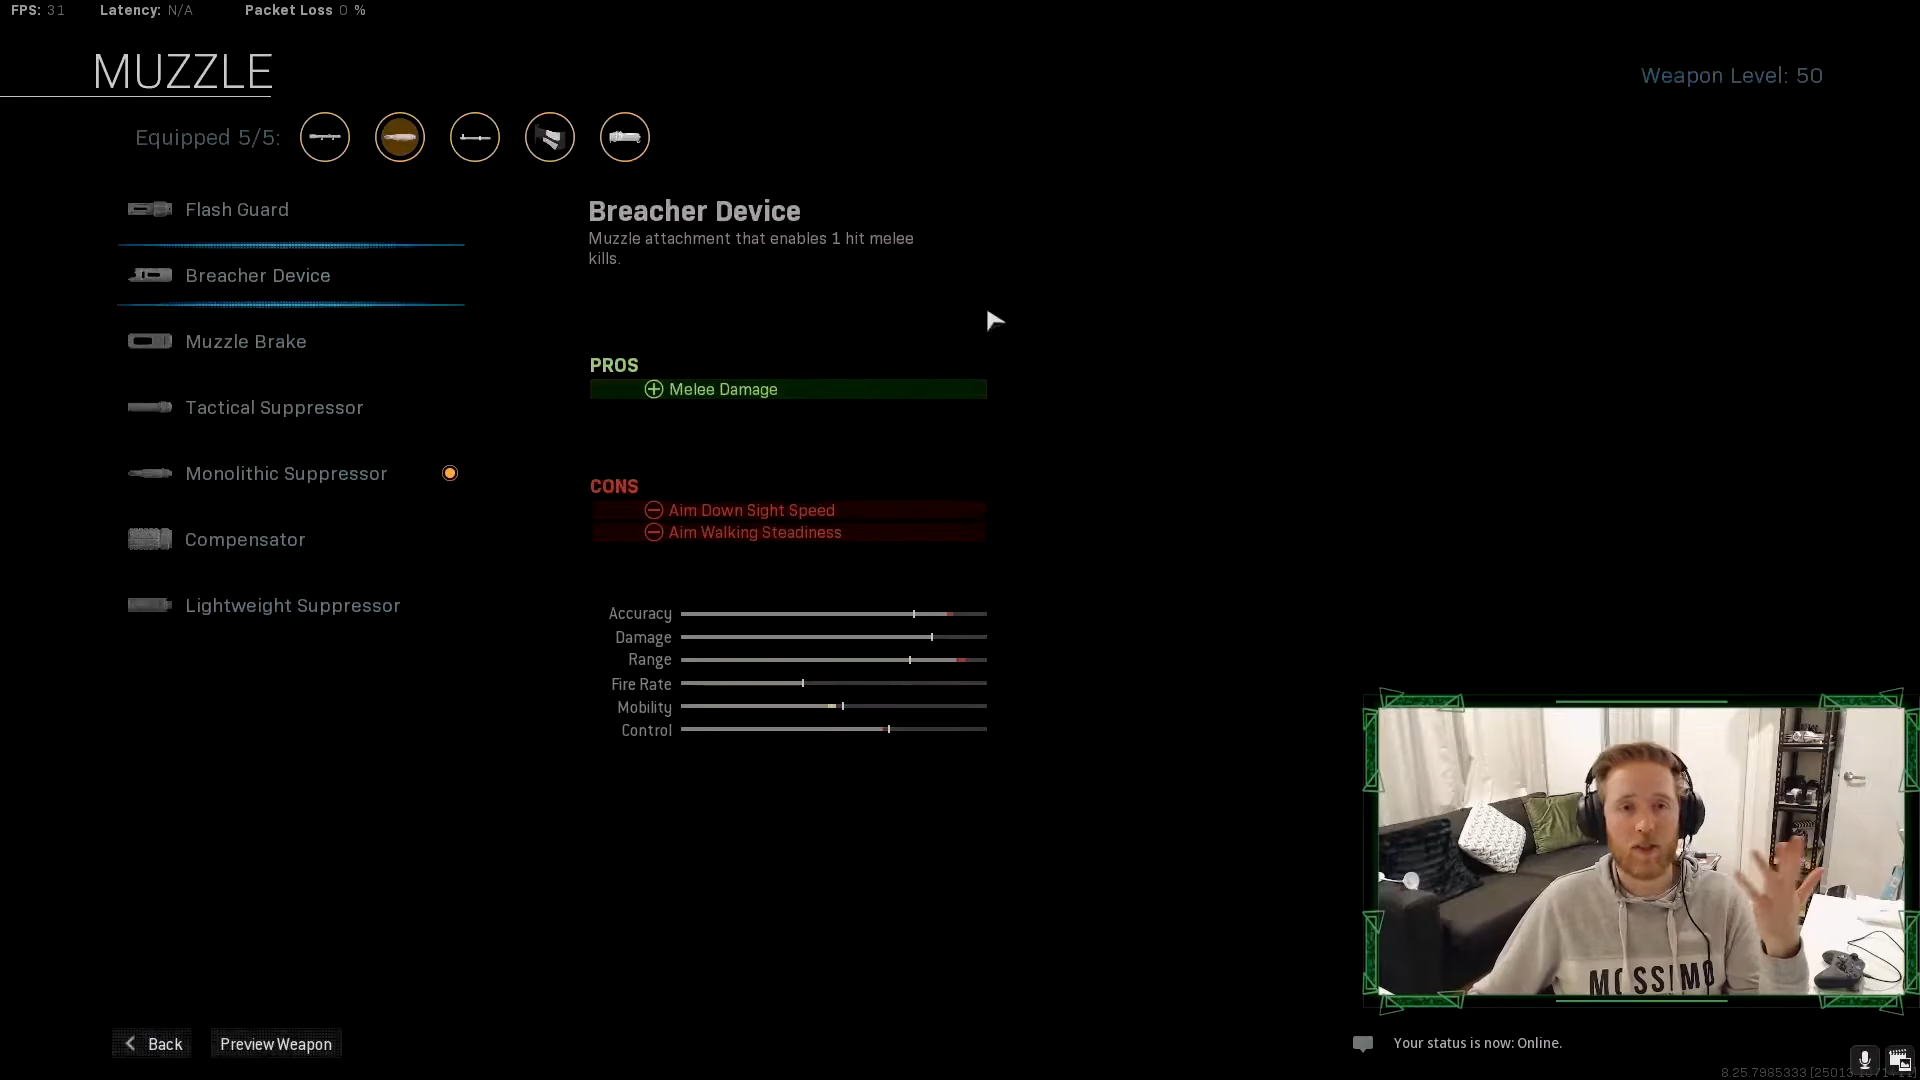 FPS: 31 Latency: N/A Packet Loss 0 %
MUZZLE
Weapon Level: 50
Equipped 5/5:
Flash Guard
Breacher Device
Muzzle Brake
Tactical Suppressor
Monolithic Suppressor
Compensator
Lightweight Suppressor
Breacher Device
Muzzle attachment that enables 1 hit melee
kills.
PROS
Melee Damage
CONS
Aim Down Sight Speed
Aim Walking Steadiness
Accuracy
Damage
Range
Fire Rate
Mobility
Control
MOSSIMO
Back
Preview Weapon
Your status is now: Online.